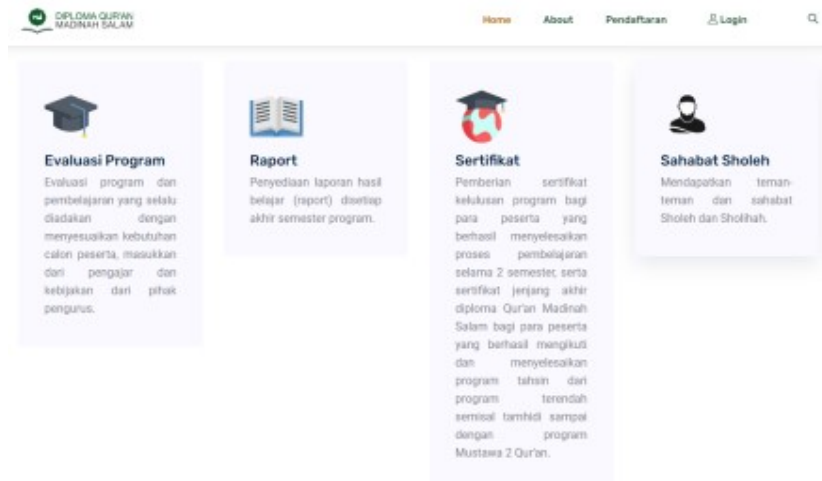 DIPLOMA QUR'AN
MADINAH SALAM
Home About Pendaftaran Login
Evaluasi Program
Evaluasi program dan
pembelajaran yang selalu
diadakan dengan
menyesuaikan kebutuhan
calon peserta, masukkan
dari pengajar dan
kebijakan dari pihak
pengurus.
Raport
Penyediaan laporan hasil
belajar (raport) disetiap
akhir semester program.
Sertifikat
Pemberian sertifikat
kelulusan program bagi
para peserta yang
berhasil menyelesaikan
proses pembelajaran
selama 2 semester, serta
sertifikat jenjang akhir
diploma Qur'an Madinah
Salam bagi para peserta
yang berhasil mengikuti
dan menyelesaikan
program tahsin dari
program terendah
semisal tamhidi sampai
dengan program
Mustawa 2 Qur'an.
Sahabat Sholeh
Mendapatkan teman-
teman dan sahabat
Sholeh dan Sholihah.